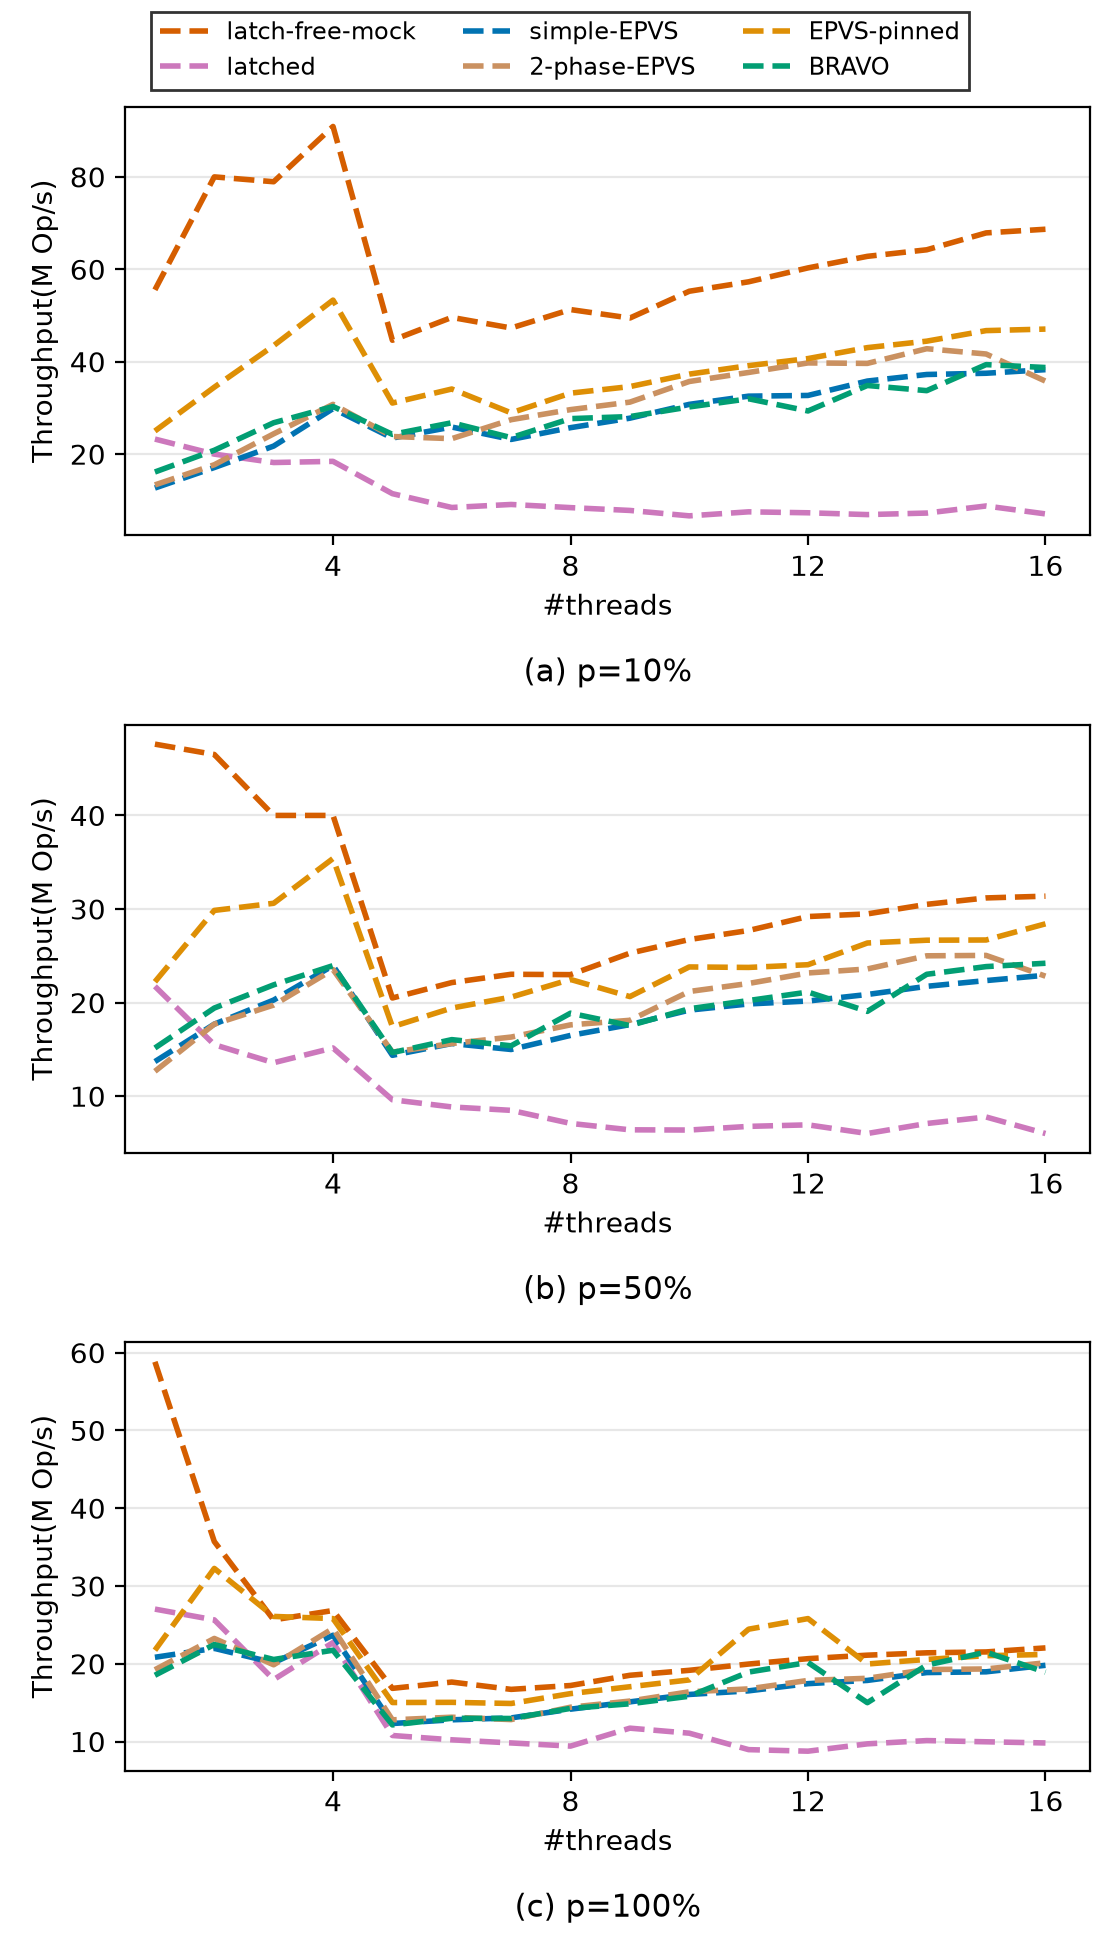 latch-free-mock simple-EPVS EPVS-pinned
latched 2-phase-EPVS BRAVO
Throughput(M Op/s)
80
60
40
20
4 8 12 16
#threads
(a) p=10%
Throughput(M Op/s)
40
30
20
10
4 8 12 16
#threads
(b) p=50%
Throughput(M Op/s)
60
50
40
30
20
10
4 8 12 16
#threads
(c) p=100%